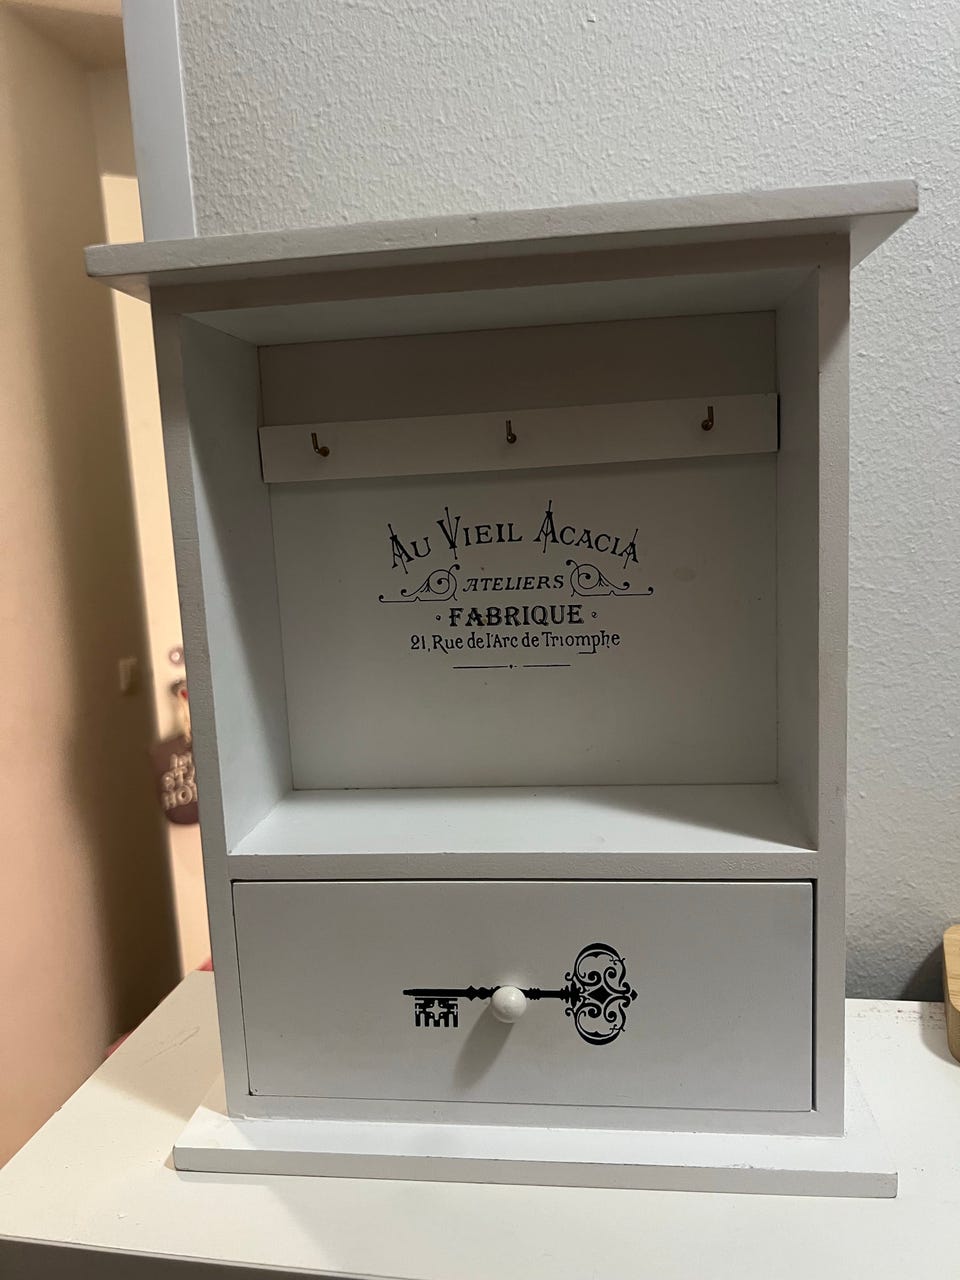 Au Vieil Acacia
ATELIERS
FABRIQUE
21, Rue de l'Arc de Triomphe